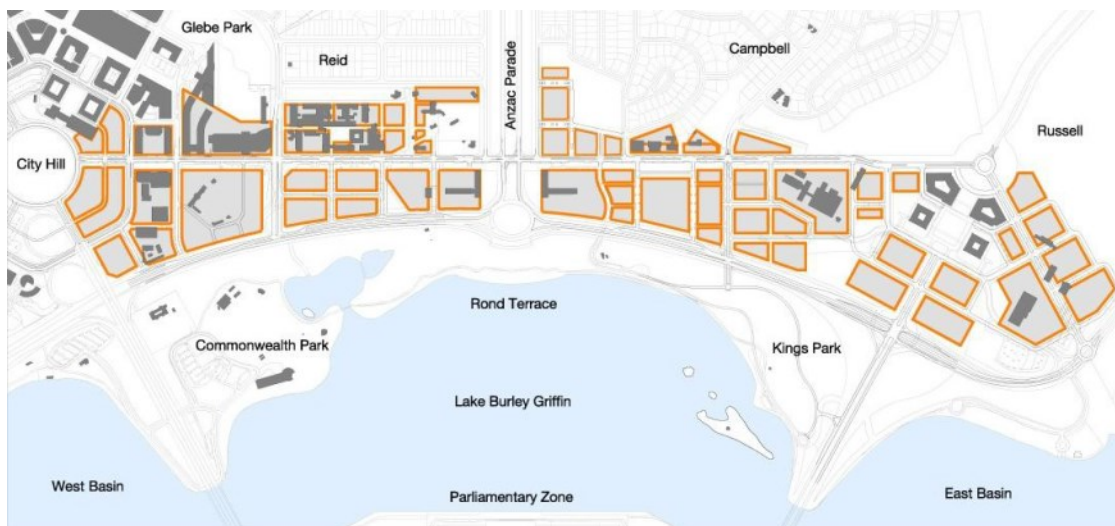 Glebe Park
Reid
Anzac Parade
Campbell
Russell
City Hill
Rond Terrace
Commonwealth Park
Kings Park
Lake Burley Griffin
West Basin
Parliamentary Zone
East Basin